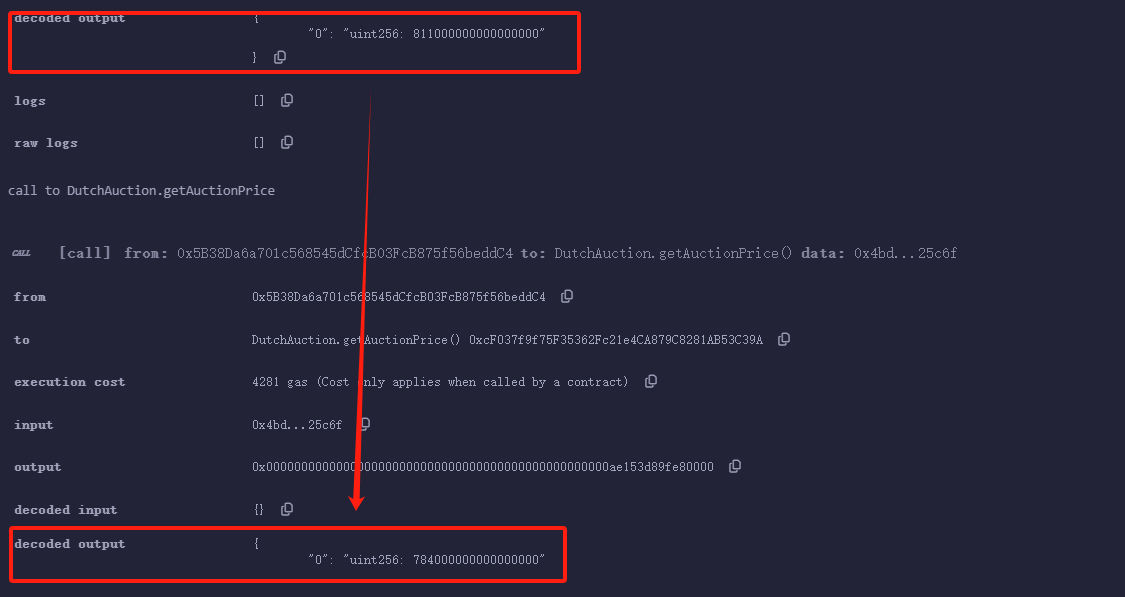 decoded output {
"0": "uint256: 811000000000000000"
}
logs []
raw logs []
call to DutchAuction.getAuctionPrice
CALL [call] from: 0x5B38Da6a701c568545dCfcB03FcB875f56beddC4 to: DutchAuction.getAuctionPrice() data: 0x4bd...25c6f
from 0x5B38Da6a701c568545dCfcB03FcB875f56beddC4
to DutchAuction.getAuctionPrice() 0xcF037f9f75F35362Fc21e4CA879C8281AB53C39A
execution cost 4281 gas (Cost only applies when called by a contract)
input 0x4bd...25c6f
output 0x0000000000000000000000000000000000000000000000000ae153d89fe80000
decoded input {}
decoded output {
"0": "uint256: 784000000000000000"